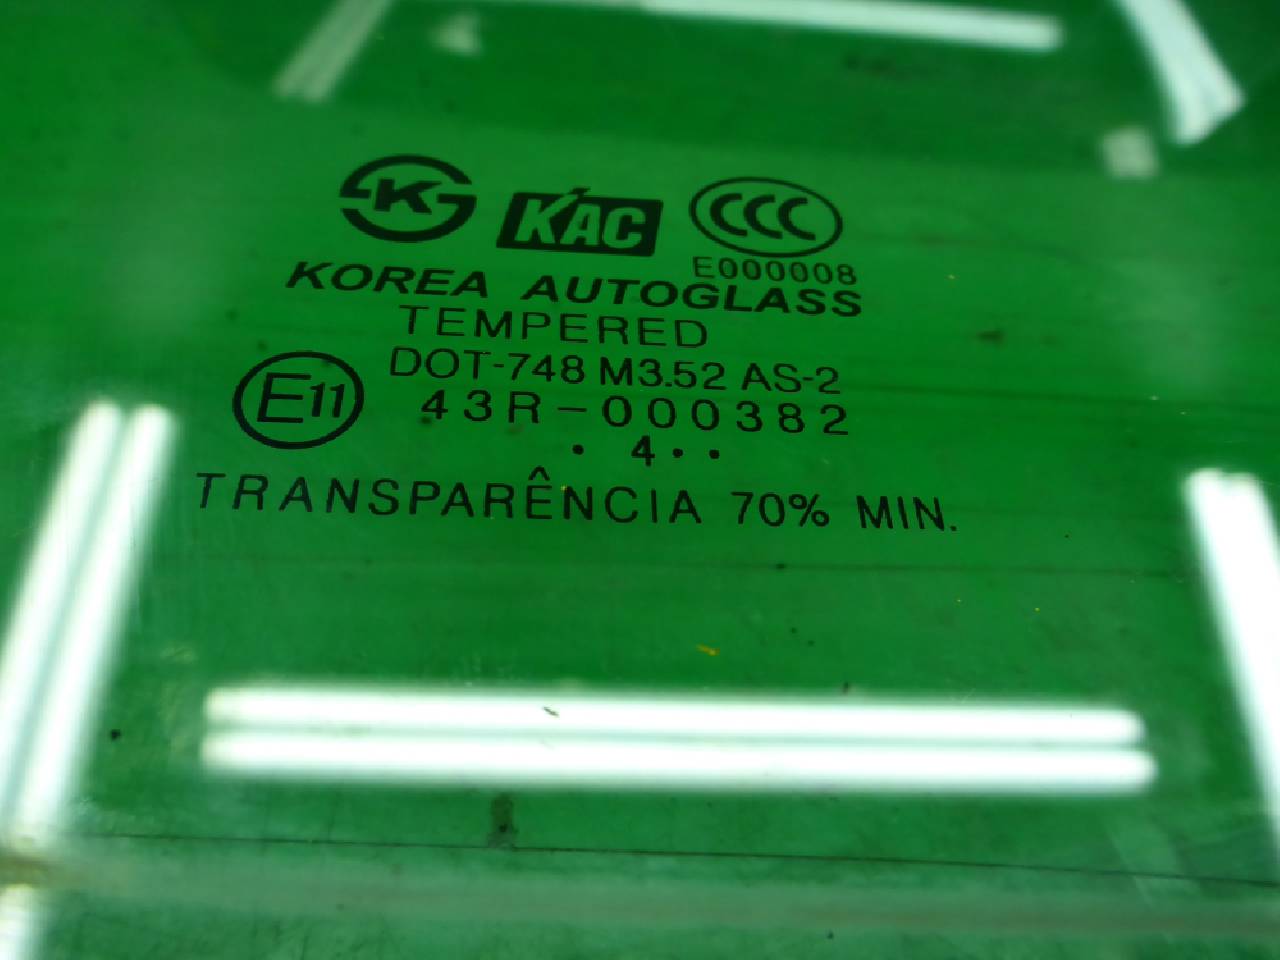 K KAC CCC
E000008
KOREA AUTOGLASS
TEMPERED
DOT-748 M3.52 AS-2
E11 43R-000382
· 4 · ·
TRANSPARÊNCIA 70% MIN.